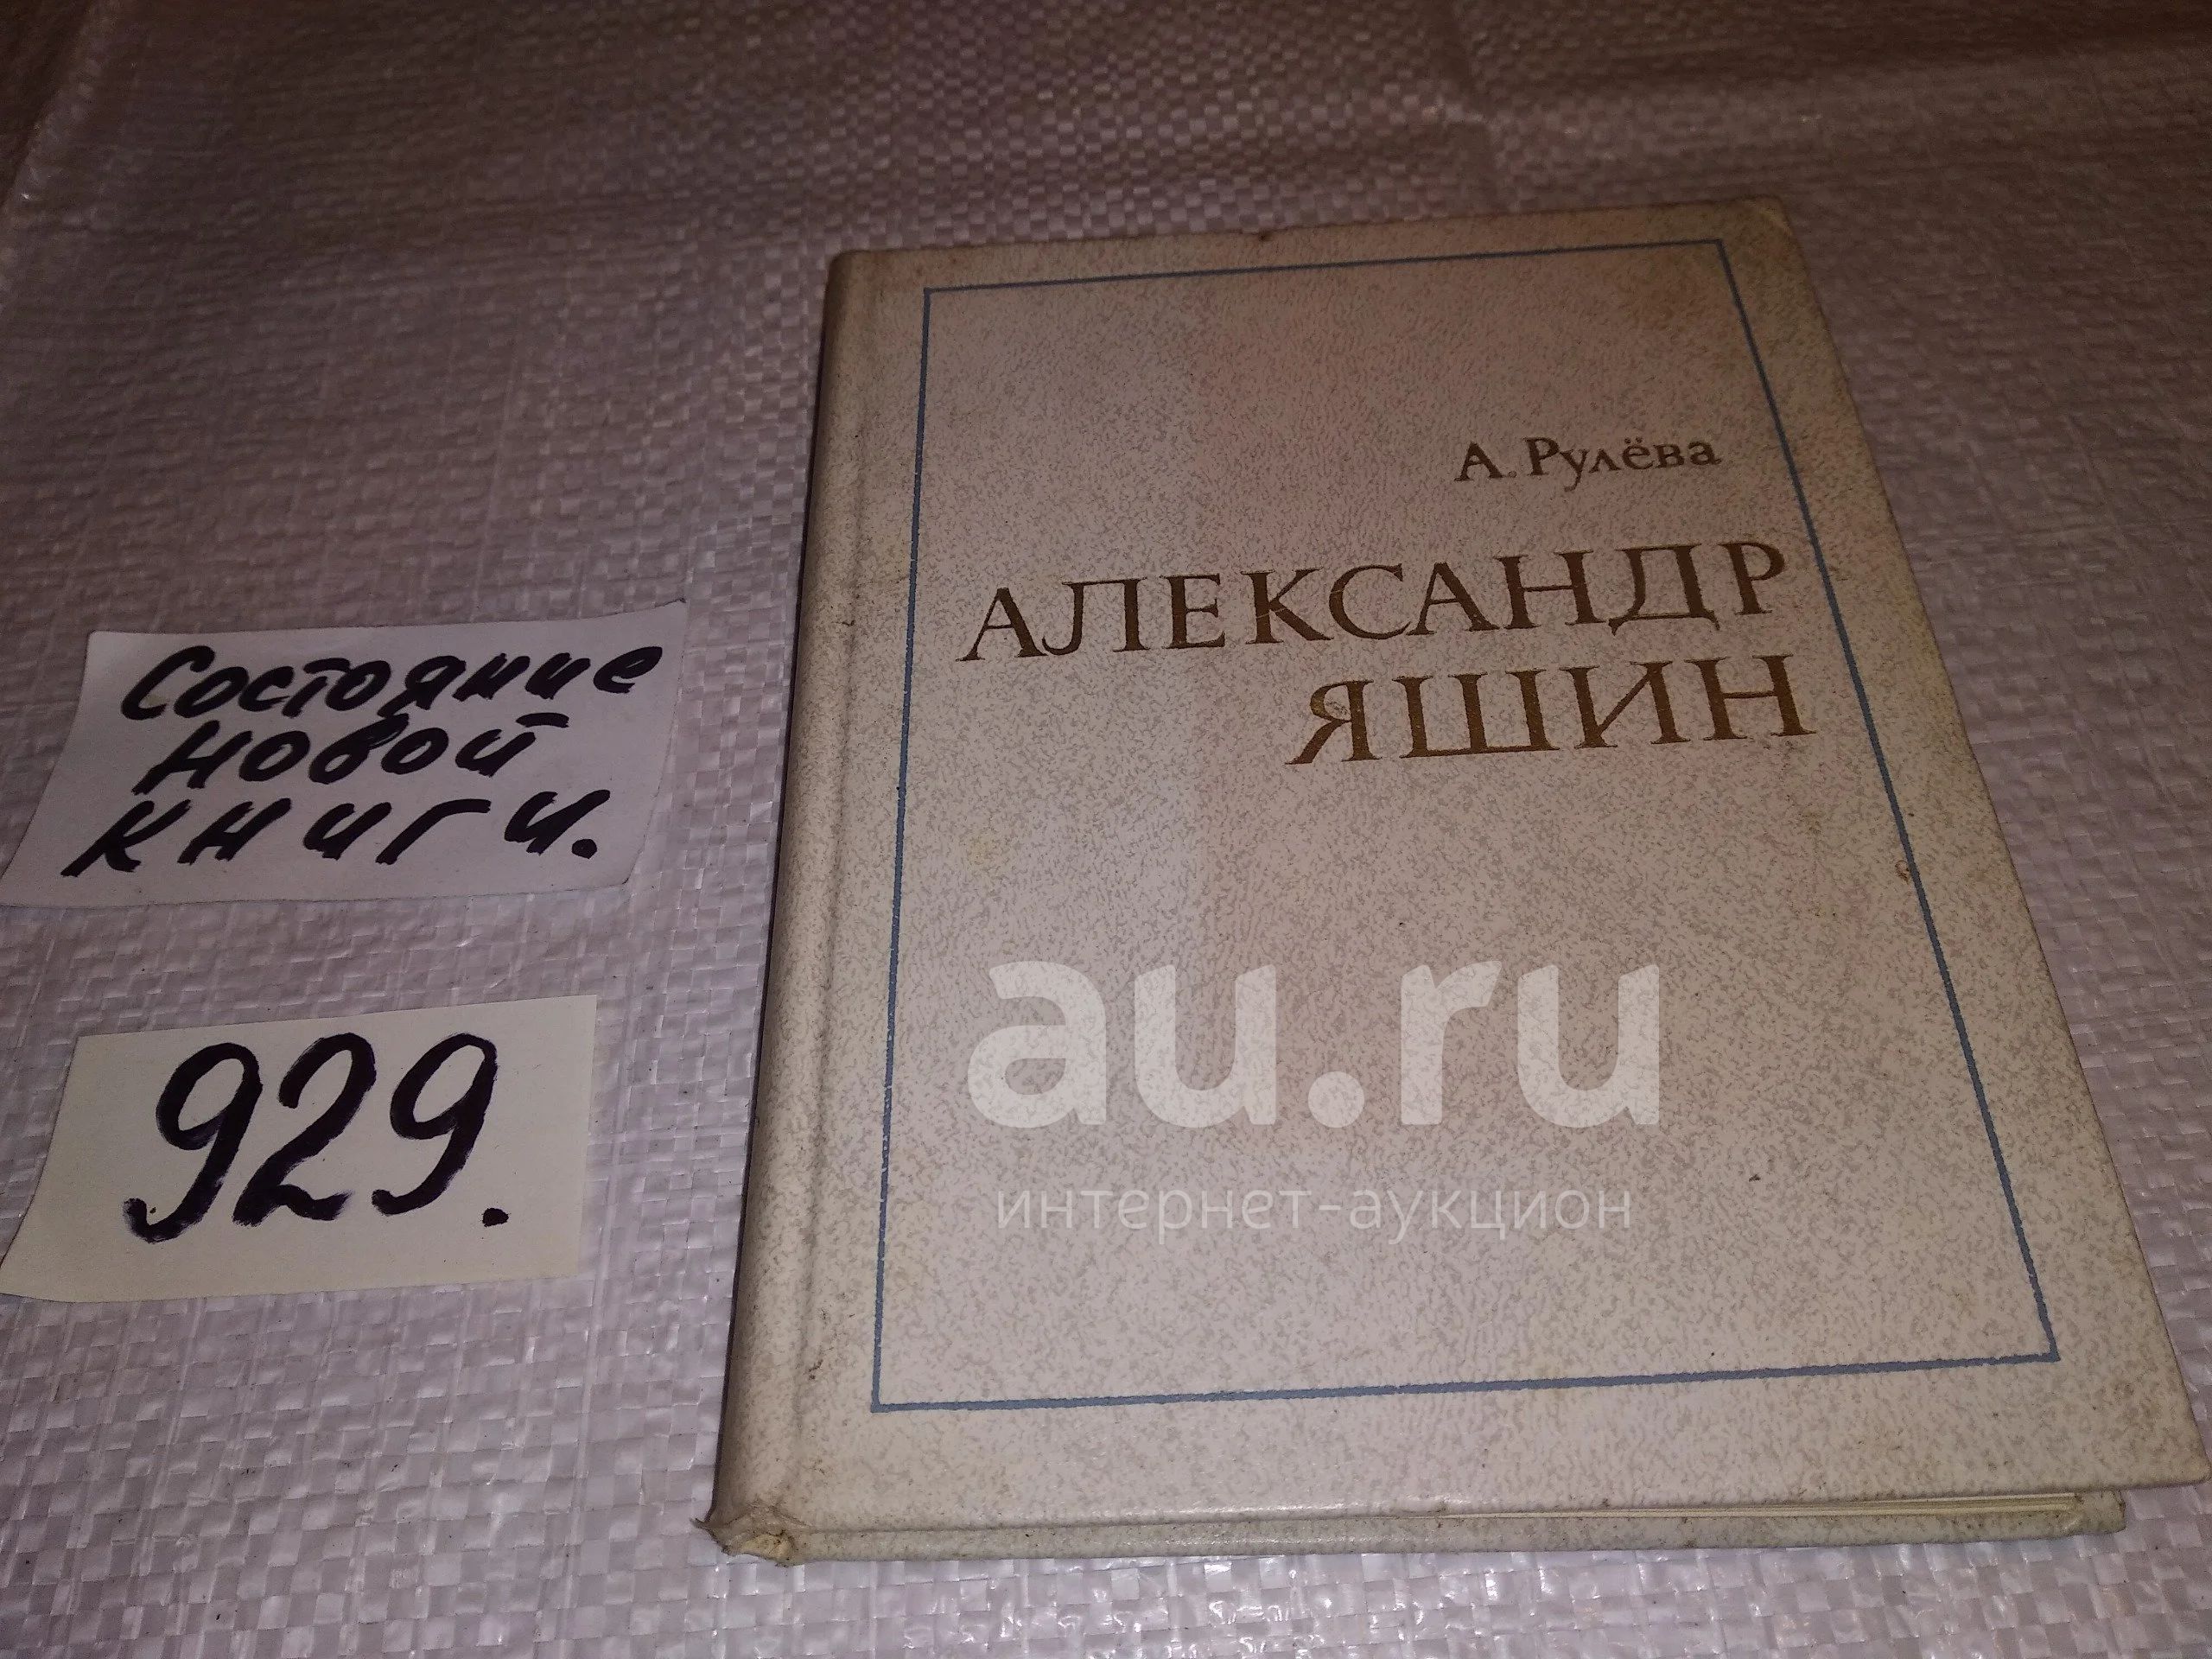 Состояние
новой
книги.
929.
А. Рулёва
АЛЕКСАНДР
ЯШИН
au.ru
интернет-аукцион